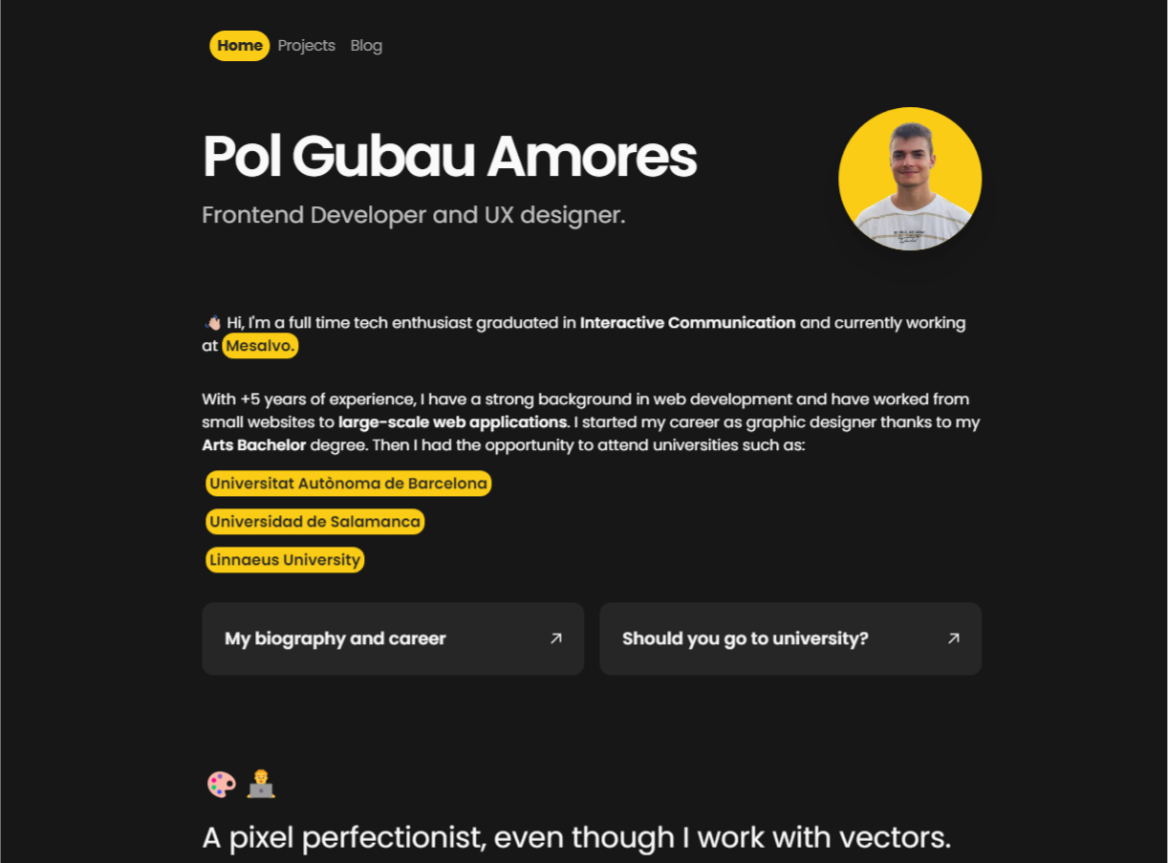 Home Projects Blog
Pol Gubau Amores
Frontend Developer and UX designer.
👋🏻 Hi, I'm a full time tech enthusiast graduated in Interactive Communication and currently working
at Mesalvo.
With +5 years of experience, I have a strong background in web development and have worked from
small websites to large-scale web applications. I started my career as graphic designer thanks to my
Arts Bachelor degree. Then I had the opportunity to attend universities such as:
Universitat Autònoma de Barcelona
Universidad de Salamanca
Linnaeus University
My biography and career
Should you go to university?
A pixel perfectionist, even though I work with vectors.